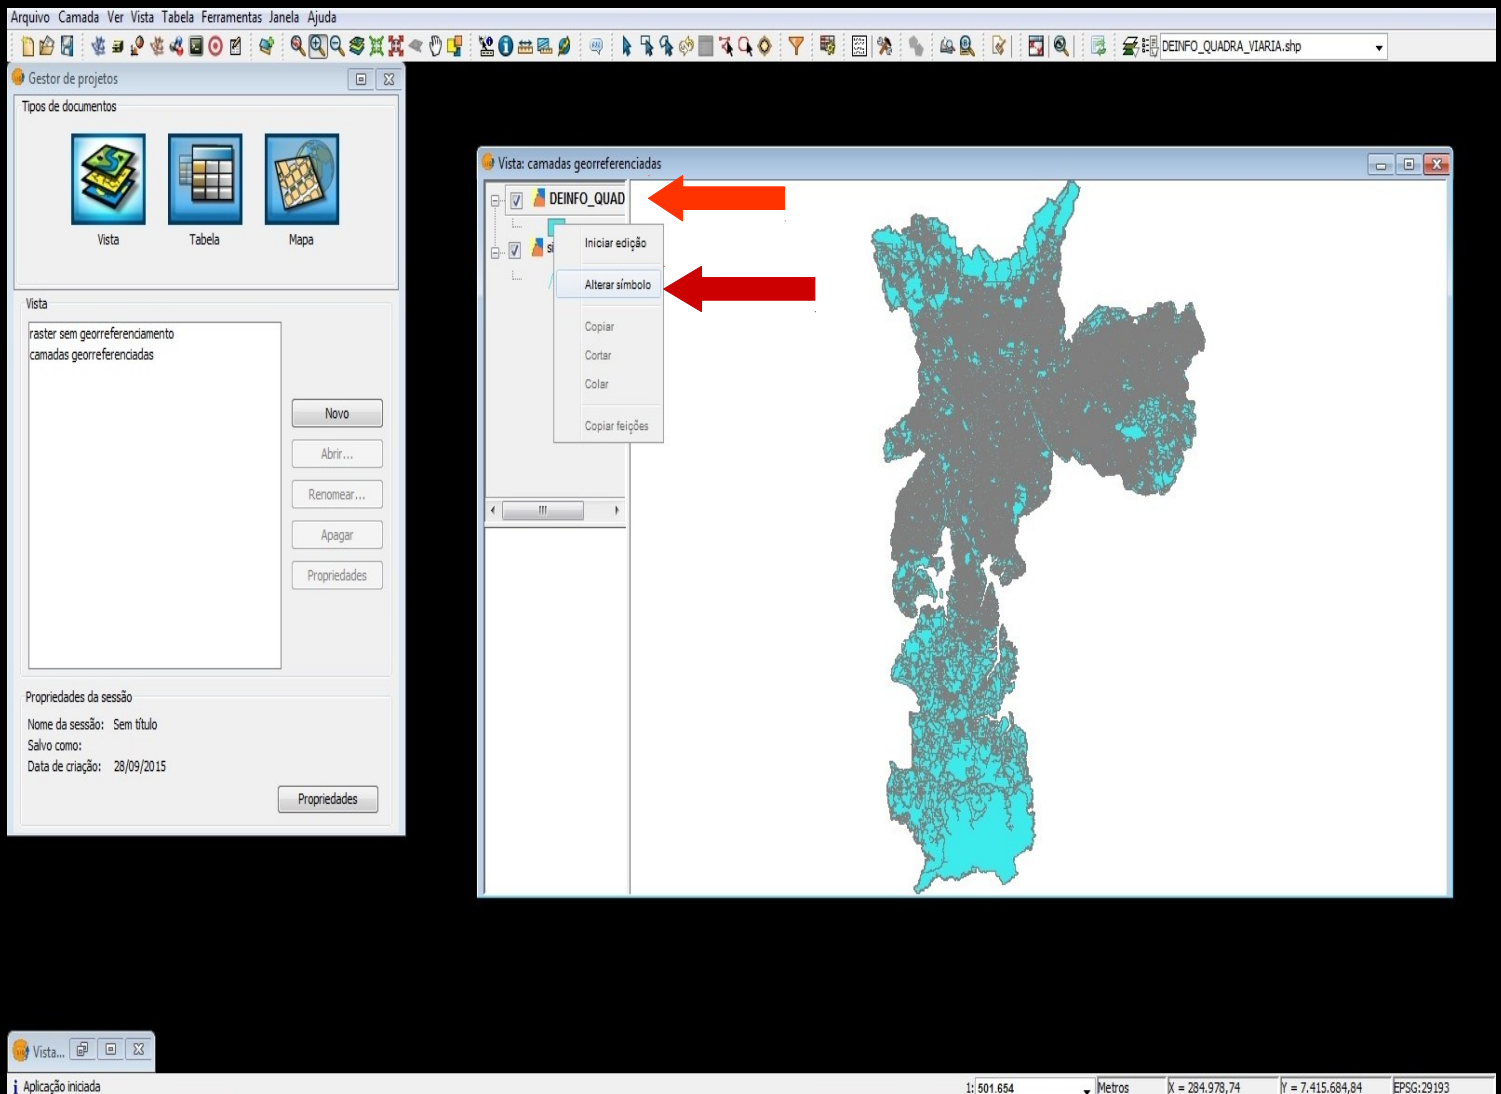 Arquivo Camada Ver Vista Tabela Ferramentas Janela Ajuda
DEINFO_QUADRA_VIARIA.shp
Gestor de projetos
Tipos de documentos
Vista Tabela Mapa
Vista
raster sem georreferenciamento
camadas georreferenciadas
Novo
Abrir...
Renomear...
Apagar
Propriedades
Propriedades da sessão
Nome da sessão: Sem título
Salvo como:
Data de criação: 28/09/2015
Propriedades
Vista: camadas georreferenciadas
DEINFO_QUAD
si
Iniciar edição
Alterar símbolo
Copiar
Cortar
Colar
Copiar feições
Vista...
Aplicação iniciada
1: 501.654 Metros X = 284.978,74 Y = 7.415.684,84 EPSG:29193